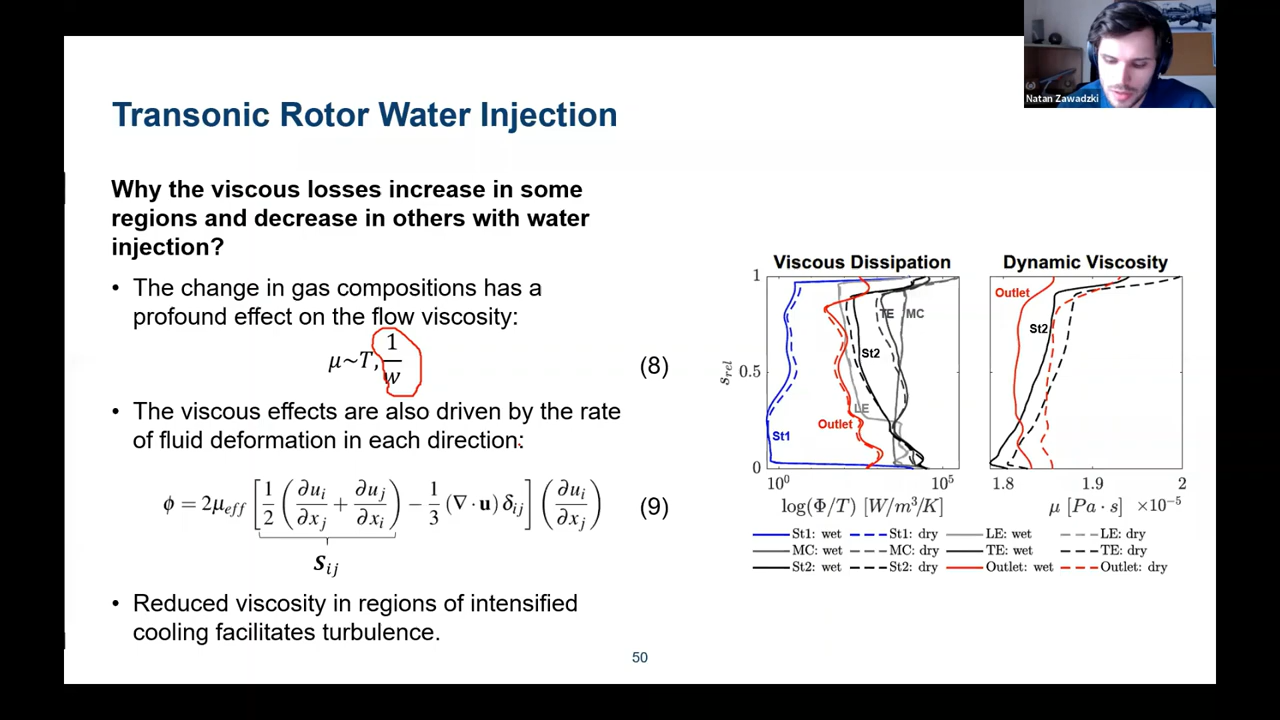 Natan Zawadzki
Transonic Rotor Water Injection
Why the viscous losses increase in some
regions and decrease in others with water
injection?
• The change in gas compositions has a
profound effect on the flow viscosity:
μ~T, 1/w (8)
• The viscous effects are also driven by the rate
of fluid deformation in each direction:
ϕ = 2μ_eff [1/2 (∂u_i/∂x_j + ∂u_j/∂x_i) − 1/3 (∇ · u) δ_ij] (∂u_i/∂x_j) (9)
S_ij
• Reduced viscosity in regions of intensified
cooling facilitates turbulence.
Viscous Dissipation
1
0.5
0
s_rel
TE
MC
St2
LE
Outlet
St1
10^0
10^5
log(Φ/T) [W/m^3/K]
Dynamic Viscosity
Outlet
St2
1.8
1.9
2
μ [Pa · s] ×10^-5
St1: wet St1: dry LE: wet LE: dry
MC: wet MC: dry TE: wet TE: dry
St2: wet St2: dry Outlet: wet Outlet: dry
50